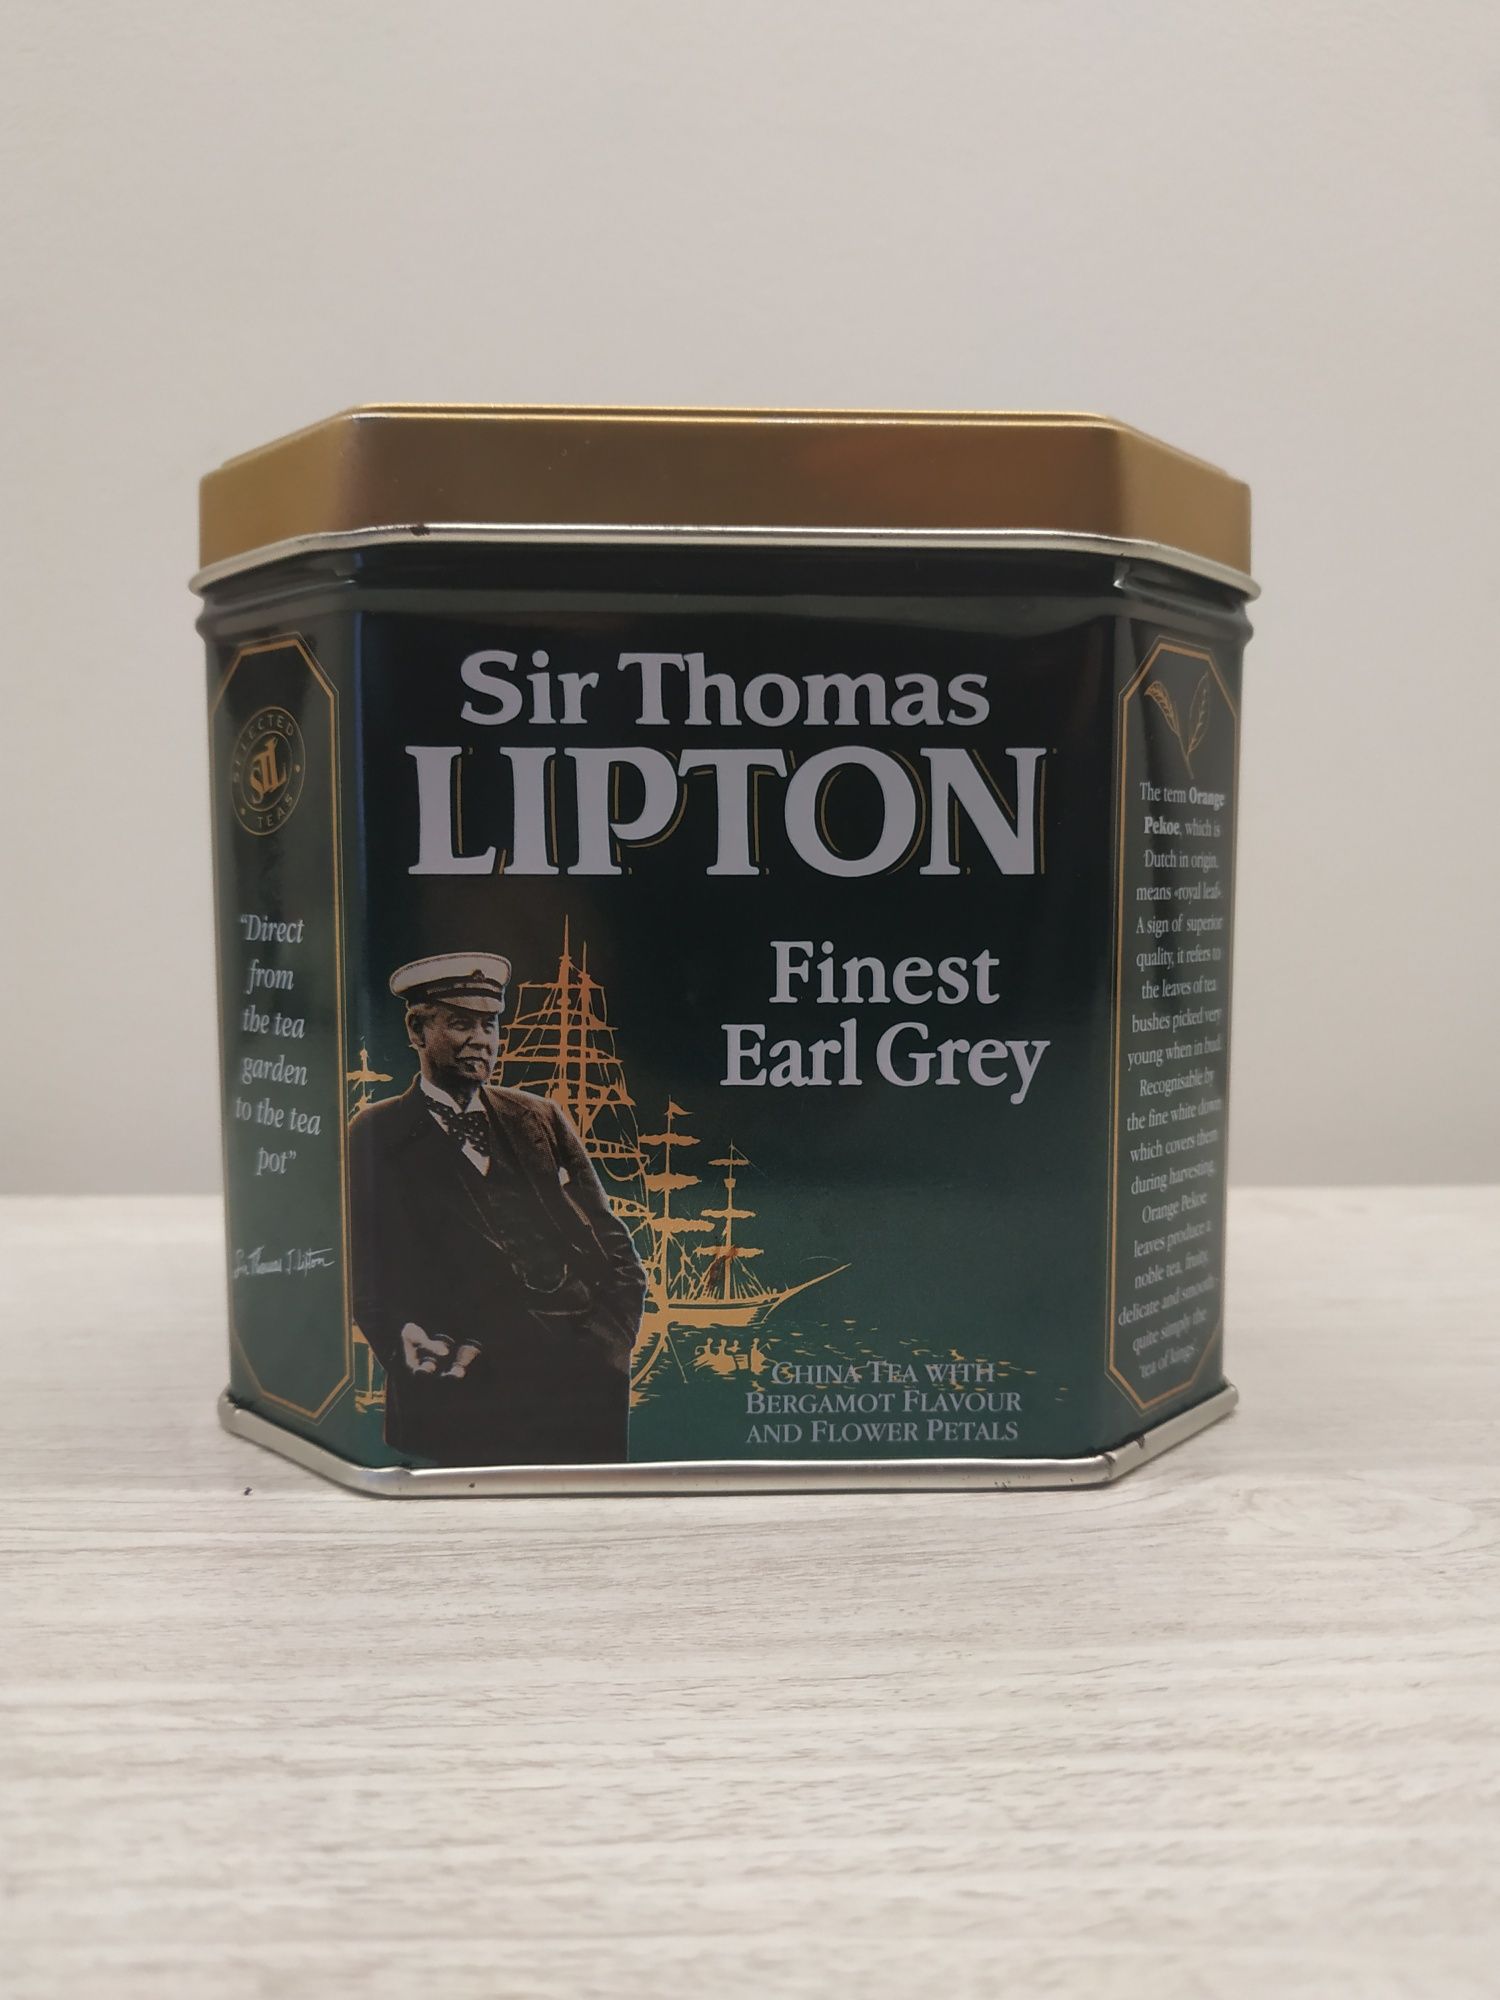 Sir Thomas
LIPTON
Finest
Earl Grey
CHINA TEA WITH
BERGAMOT FLAVOUR
AND FLOWER PETALS
SELECTED
StL
TEAS
“Direct
from
the tea
garden
to the tea
pot”
Sir Thomas J. Lipton
The term Orange
Pekoe, which is
Dutch in origin,
means «royal leaf».
A sign of superior
quality, it refers to
the leaves of tea
bushes picked very
young when in bud.
Recognisable by
the fine white down
which covers them
during harvesting,
Orange Pekoe
leaves produce a
noble tea, fruity,
delicate and smooth:
quite simply the
tea of kings.